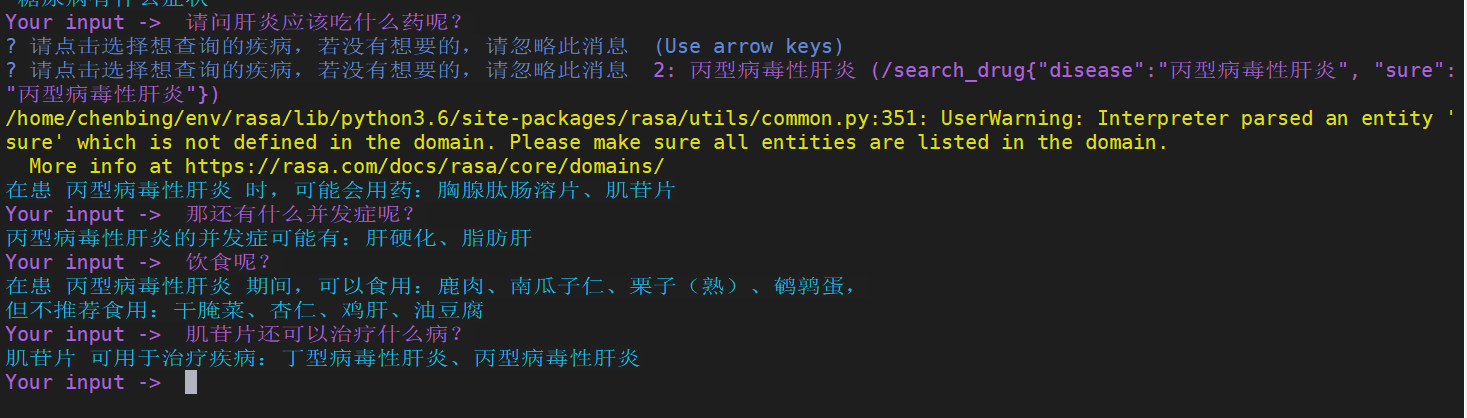 糖尿病有什么症状
Your input ->  请问肝炎应该吃什么药呢?
? 请点击选择想查询的疾病，若没有想要的，请忽略此消息  (Use arrow keys)
? 请点击选择想查询的疾病，若没有想要的，请忽略此消息  2: 丙型病毒性肝炎 (/search_drug{"disease":"丙型病毒性肝炎", "sure":
"丙型病毒性肝炎"})
/home/chenbing/env/rasa/lib/python3.6/site-packages/rasa/utils/common.py:351: UserWarning: Interpreter parsed an entity '
sure' which is not defined in the domain. Please make sure all entities are listed in the domain.
  More info at https://rasa.com/docs/rasa/core/domains/
在患 丙型病毒性肝炎 时，可能会用药：胸腺肽肠溶片、肌苷片
Your input ->  那还有什么并发症呢?
丙型病毒性肝炎的并发症可能有：肝硬化、脂肪肝
Your input ->  饮食呢?
在患 丙型病毒性肝炎 期间，可以食用：鹿肉、南瓜子仁、栗子（熟）、鹌鹑蛋，
但不推荐食用：干腌菜、杏仁、鸡肝、油豆腐
Your input ->  肌苷片还可以治疗什么病?
肌苷片 可用于治疗疾病：丁型病毒性肝炎、丙型病毒性肝炎
Your input ->